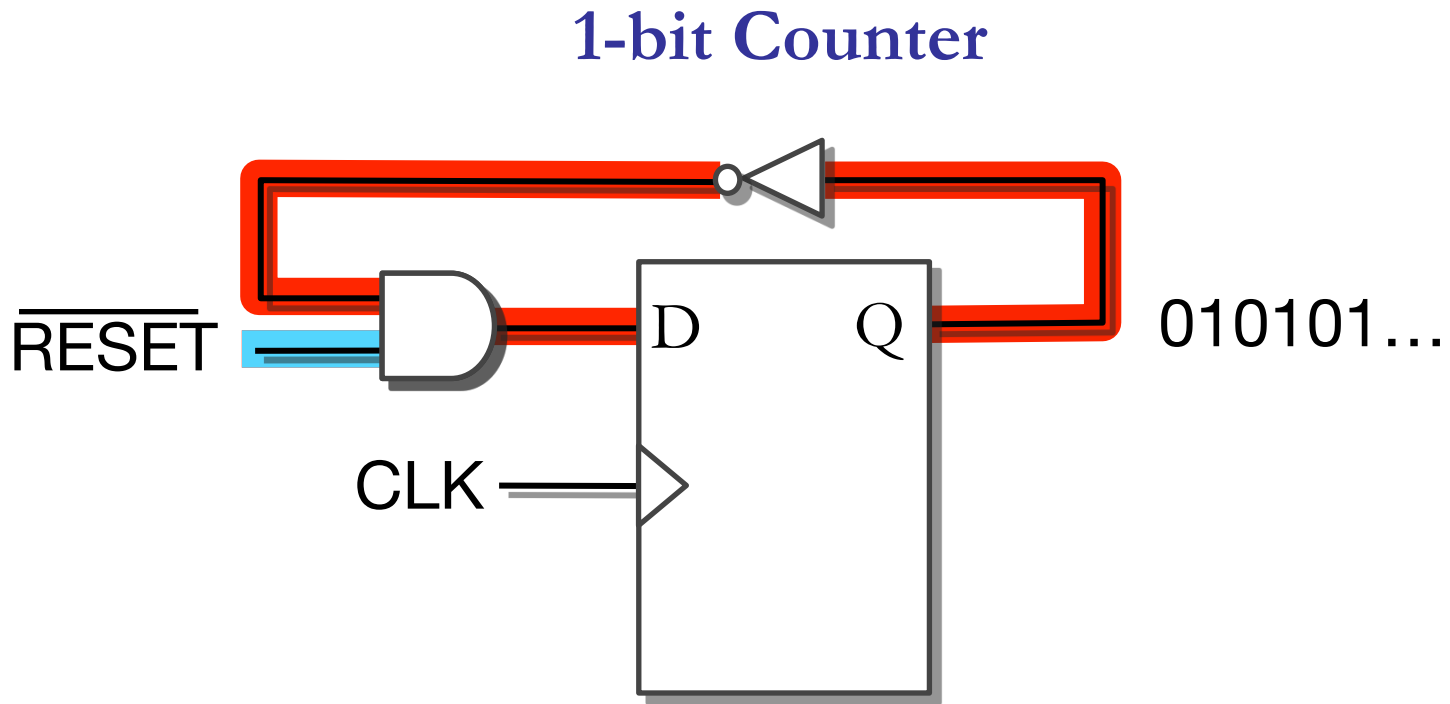 1-bit Counter
RESET
D
Q
010101...
CLK